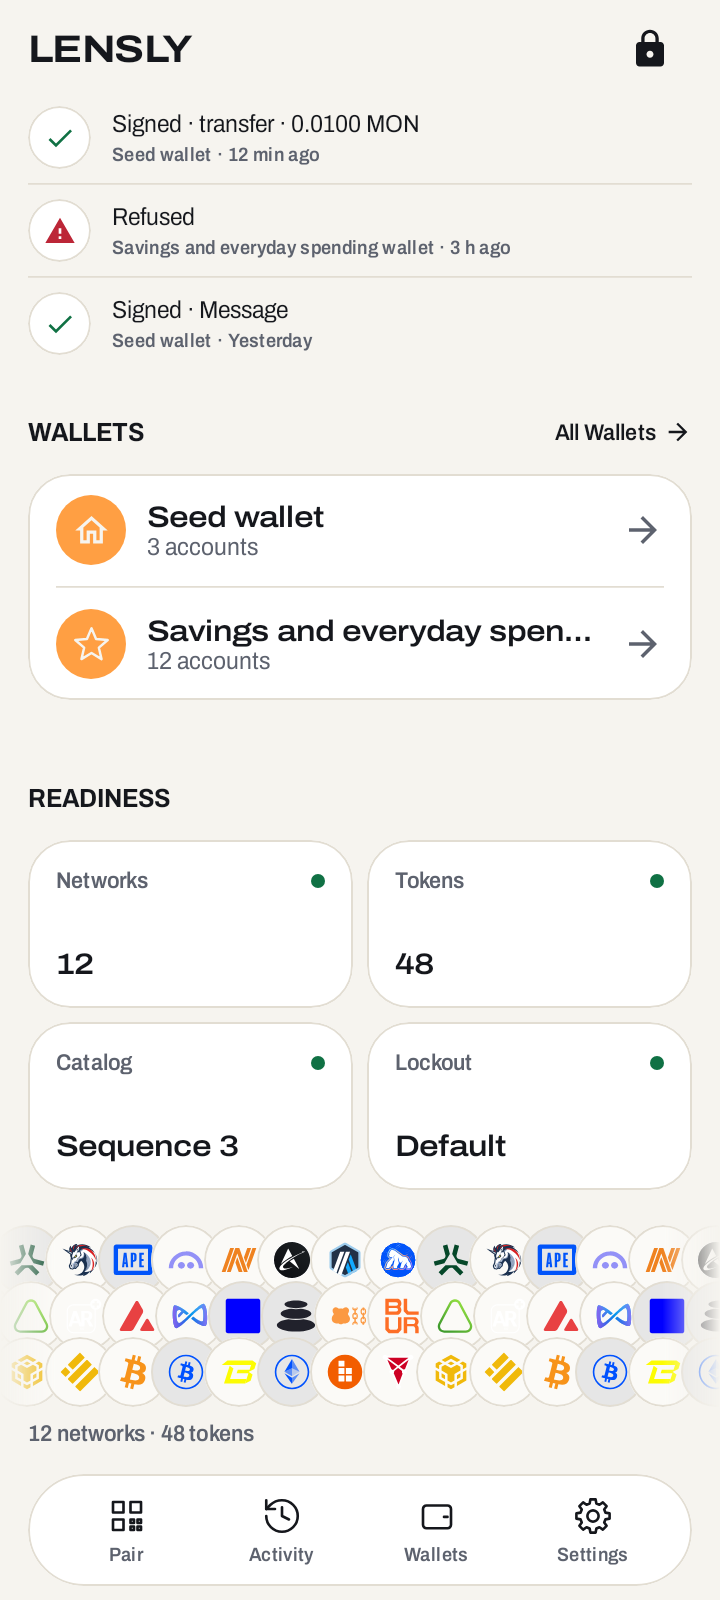 LENSLY
Signed · transfer · 0.0100 MON
Seed wallet · 12 min ago
Refused
Savings and everyday spending wallet · 3 h ago
Signed · Message
Seed wallet · Yesterday
WALLETS
All Wallets
Seed wallet
3 accounts
Savings and everyday spen...
12 accounts
READINESS
Networks
Tokens
12
48
Catalog
Lockout
Sequence 3
Default
APE
APE
AR
BL
UR
AR
12 networks · 48 tokens
Pair
Activity
Wallets
Settings